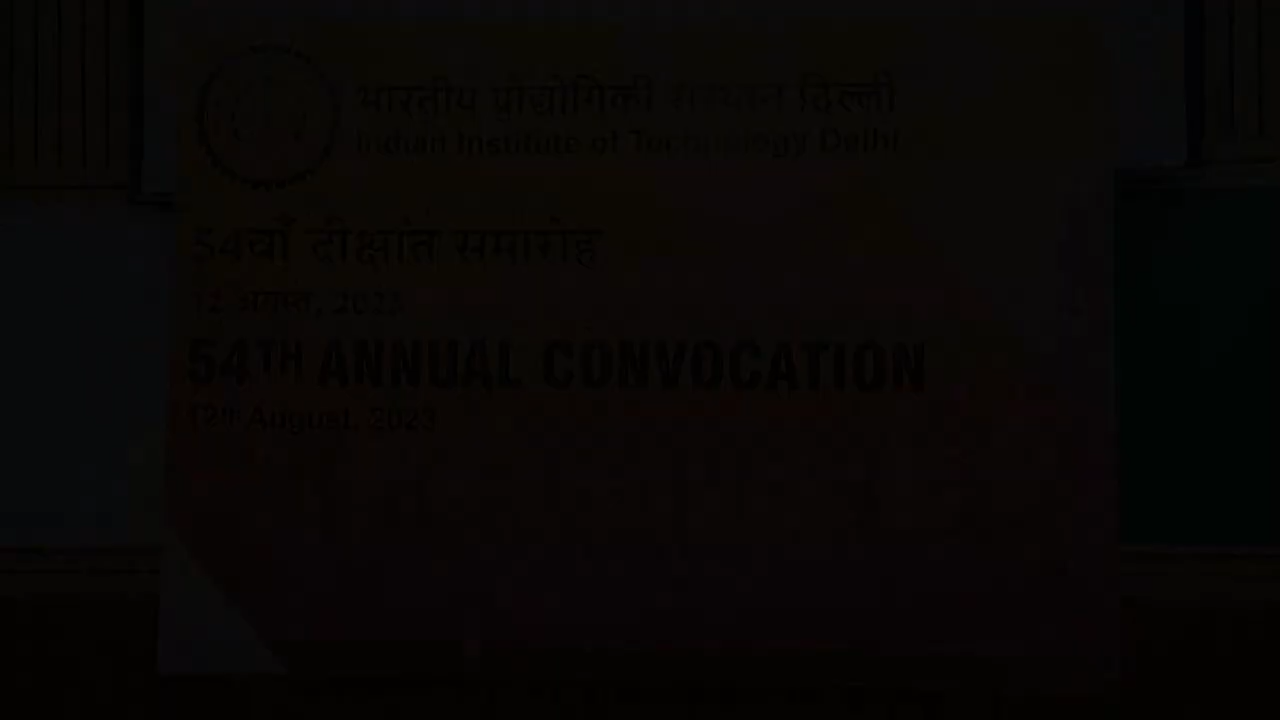 भारतीय प्रौद्योगिकी संस्थान दिल्ली
Indian Institute of Technology Delhi
54वाँ दीक्षांत समारोह
12 अगस्त, 2023
54TH ANNUAL CONVOCATION
12th August, 2023